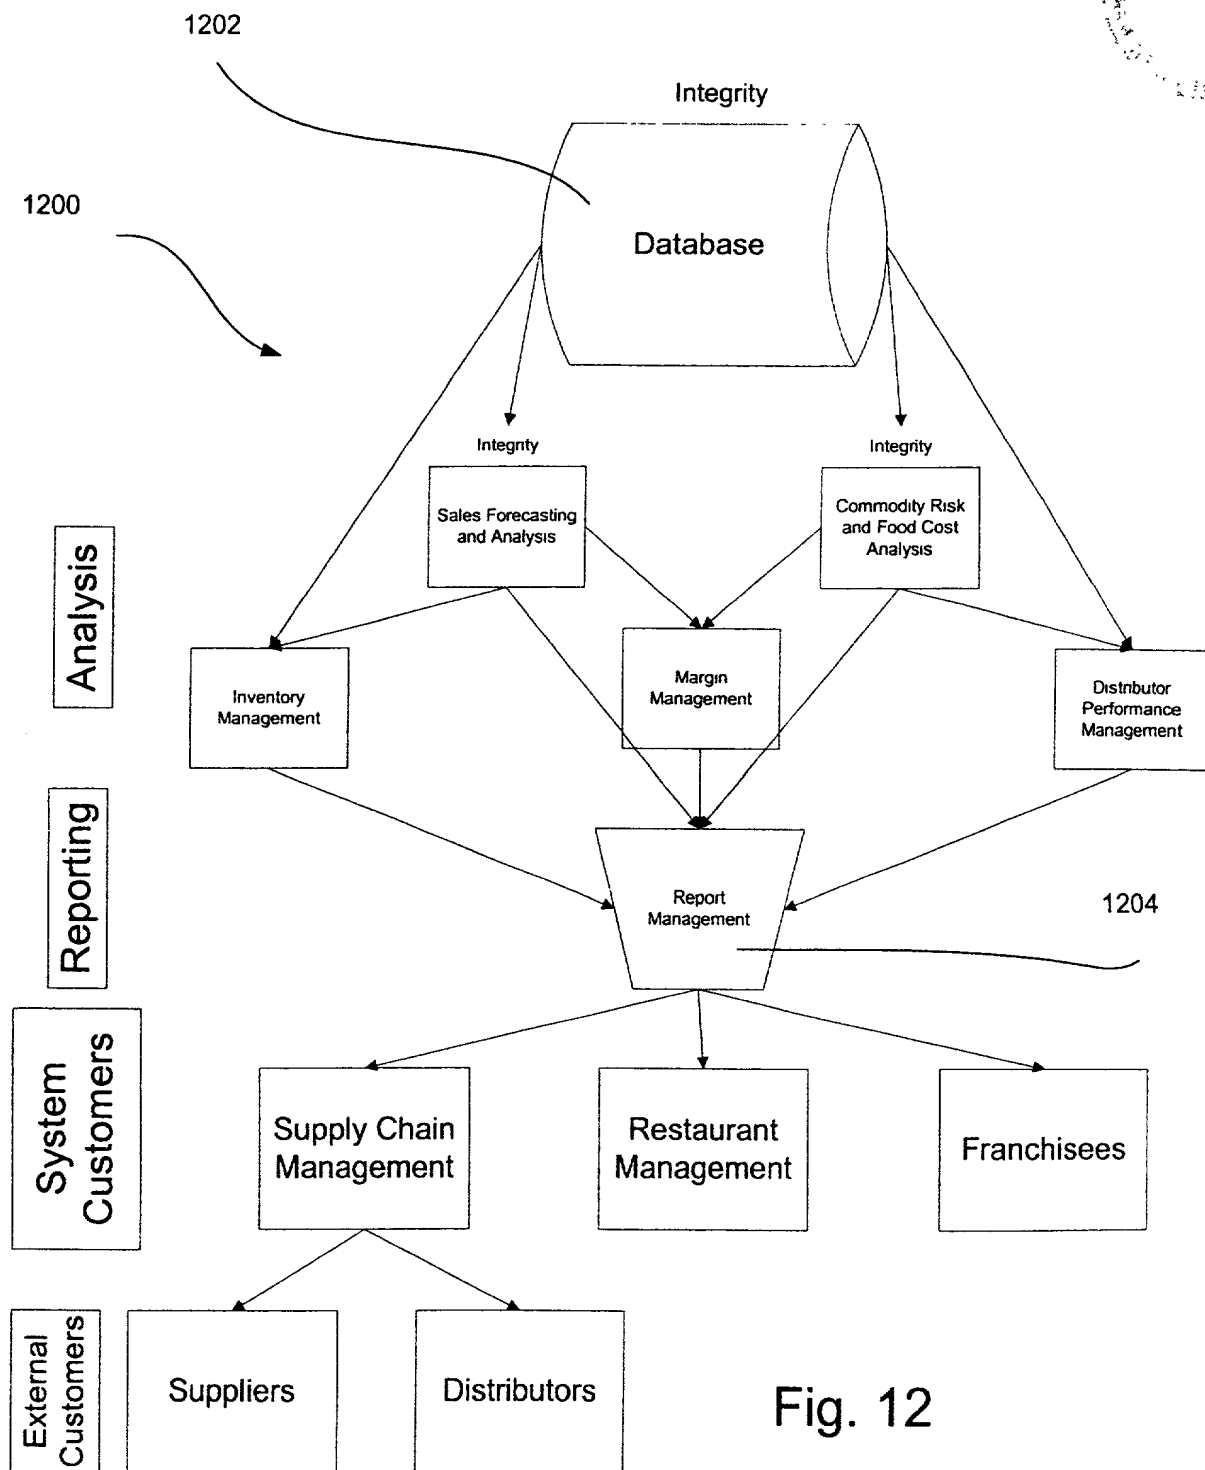 1202
Integrity
1200
Database
Integrity
Integrity
Sales Forecasting
and Analysis
Commodity Risk
and Food Cost
Analysis
Analysis
Inventory
Management
Margin
Management
Distributor
Performance
Management
Reporting
Report
Management
1204
System
Customers
Supply Chain
Management
Restaurant
Management
Franchisees
External
Customers
Suppliers
Distributors
Fig. 12